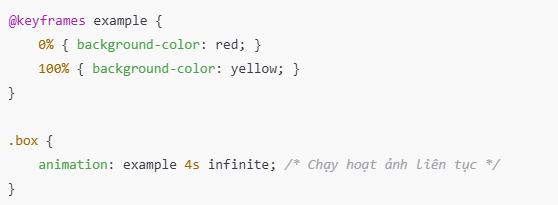 @keyframes example {
    0% { background-color: red; }
    100% { background-color: yellow; }
}

.box {
    animation: example 4s infinite; /* Chạy hoạt ảnh liên tục */
}